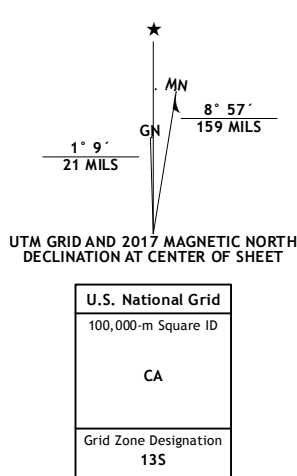 ★
MN
GN
8° 57´
159 MILS
1° 9´
21 MILS
UTM GRID AND 2017 MAGNETIC NORTH
DECLINATION AT CENTER OF SHEET
U.S. National Grid
100,000-m Square ID
CA
Grid Zone Designation
13S